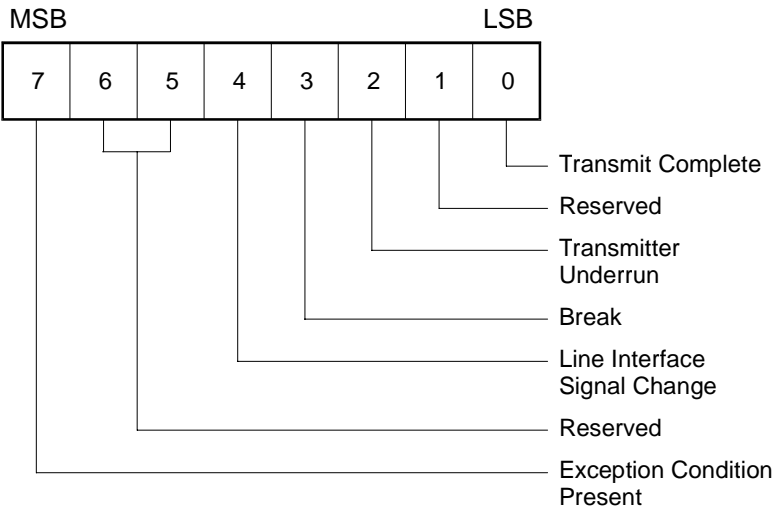 MSB LSB
7 6 5 4 3 2 1 0
Transmit Complete
Reserved
Transmitter
Underrun
Break
Line Interface
Signal Change
Reserved
Exception Condition
Present